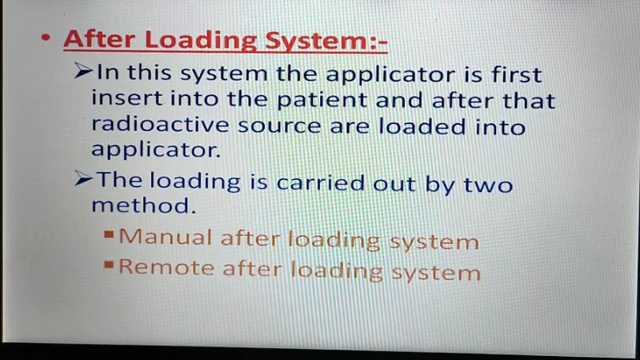 • After Loading System:-
➢In this system the applicator is first
insert into the patient and after that
radioactive source are loaded into
applicator.
➢The loading is carried out by two
method.
▪Manual after loading system
▪Remote after loading system